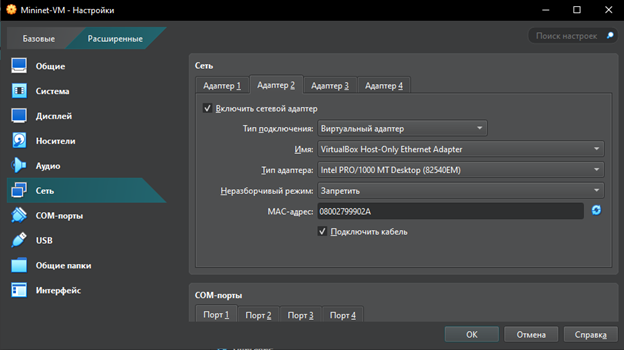 Mininet-VM - Настройки
Базовые Расширенные Поиск настроек
Общие
Система
Дисплей
Носители
Аудио
Сеть
COM-порты
USB
Общие папки
Интерфейс
Сеть
Адаптер 1 Адаптер 2 Адаптер 3 Адаптер 4
Включить сетевой адаптер
Тип подключения: Виртуальный адаптер
Имя: VirtualBox Host-Only Ethernet Adapter
Тип адаптера: Intel PRO/1000 MT Desktop (82540EM)
Неразборчивый режим: Запретить
MAC-адрес: 08002799902A
Подключить кабель
COM-порты
Порт 1 Порт 2 Порт 3 Порт 4
OK Отмена Справка